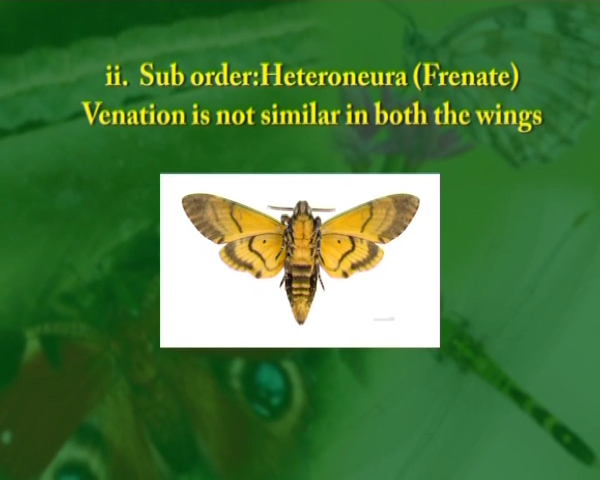 ii. Sub order:Heteroneura (Frenate)
Venation is not similar in both the wings